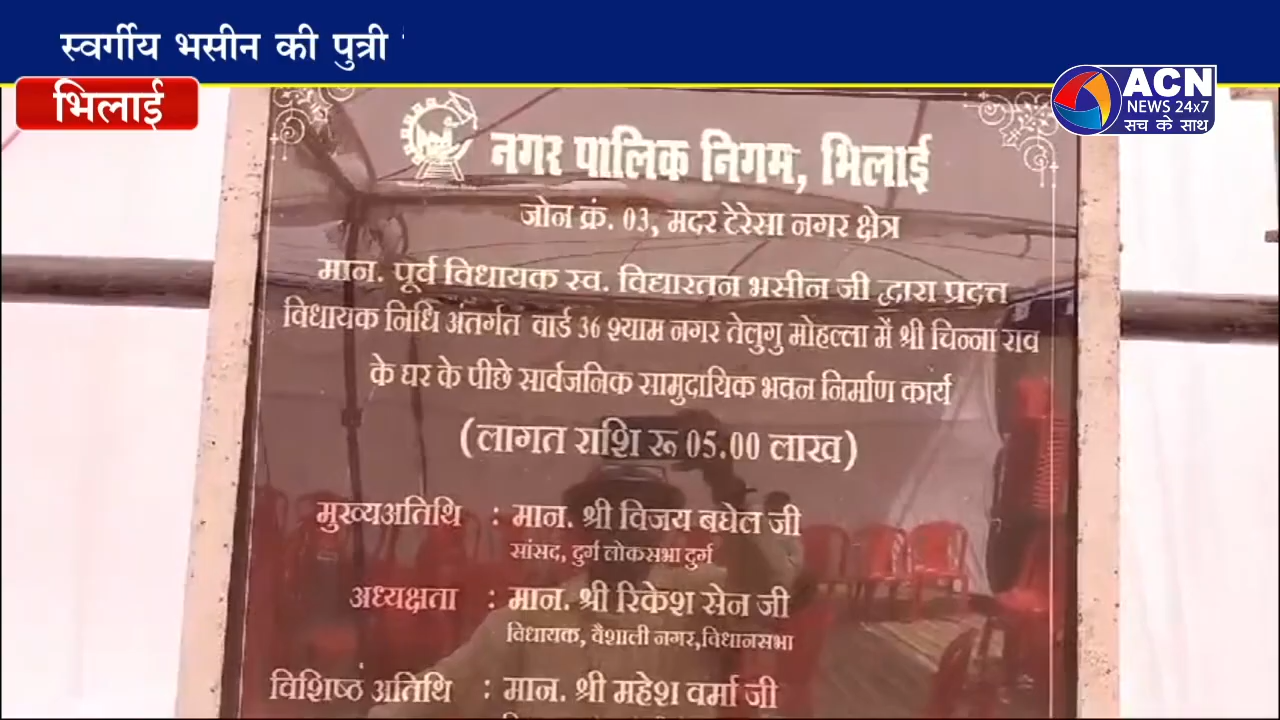 स्वर्गीय भसीन की पुत्री
भिलाई
ACN
NEWS 24x7
सच के साथ
नगर पालिक निगम, भिलाई
जोन क्रं. 03, मदर टेरेसा नगर क्षेत्र
मान. पूर्व विधायक स्व. विद्यारतन भसीन जी द्वारा प्रदत्त
विधायक निधि अंतर्गत वार्ड 36 श्याम नगर तेलुगु मोहल्ला में श्री चिन्ना राव
के घर के पीछे सार्वजनिक सामुदायिक भवन निर्माण कार्य
(लागत राशि रू 05.00 लाख)
मुख्यअतिथि : मान. श्री विजय बघेल जी
सांसद, दुर्ग लोकसभा दुर्ग
अध्यक्षता : मान. श्री रिकेश सेन जी
विधायक, वैशाली नगर,विधानसभा
विशिष्ठं अतिथि : मान. श्री महेश वर्मा जी